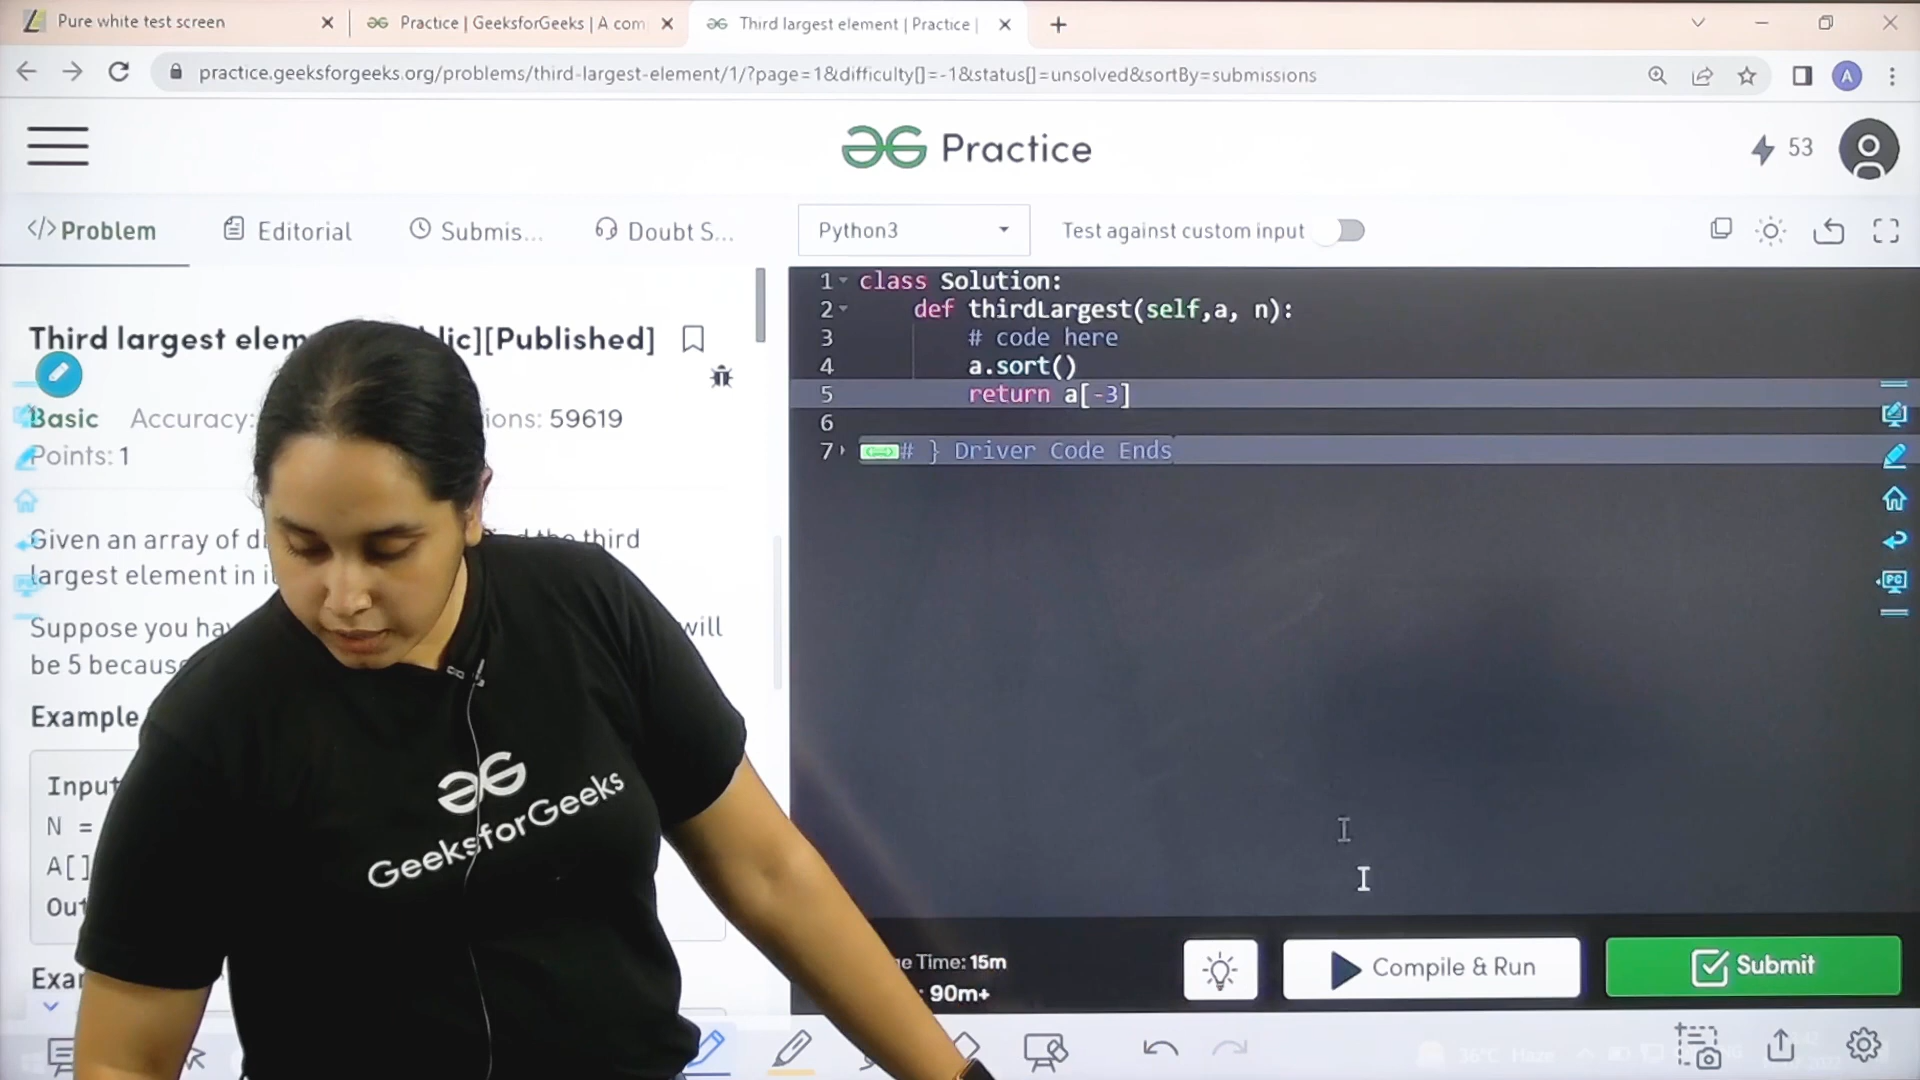 Pure white test screen
Practice | GeeksforGeeks | A com
Third largest element | Practice |
practice.geeksforgeeks.org/problems/third-largest-element/1/?page=1&difficulty[]=-1&status[]=unsolved&sortBy=submissions
A
Practice
53
</> Problem
Editorial
Submis...
Doubt S...
Python3
Test against custom input
Third largest elem lic][Published]
Basic Accuracy: ions: 59619
Points: 1
Given an array of di the third
largest element in i
Suppose you ha will
be 5 because
Example
Input
N =
A[]
Out
Exa
1 class Solution:
2 def thirdLargest(self,a, n):
3 # code here
4 a.sort()
5 return a[-3]
6
7 # } Driver Code Ends
PC
GeeksforGeeks
e Time: 15m
: 90m+
Compile & Run
Submit
36°C Haze